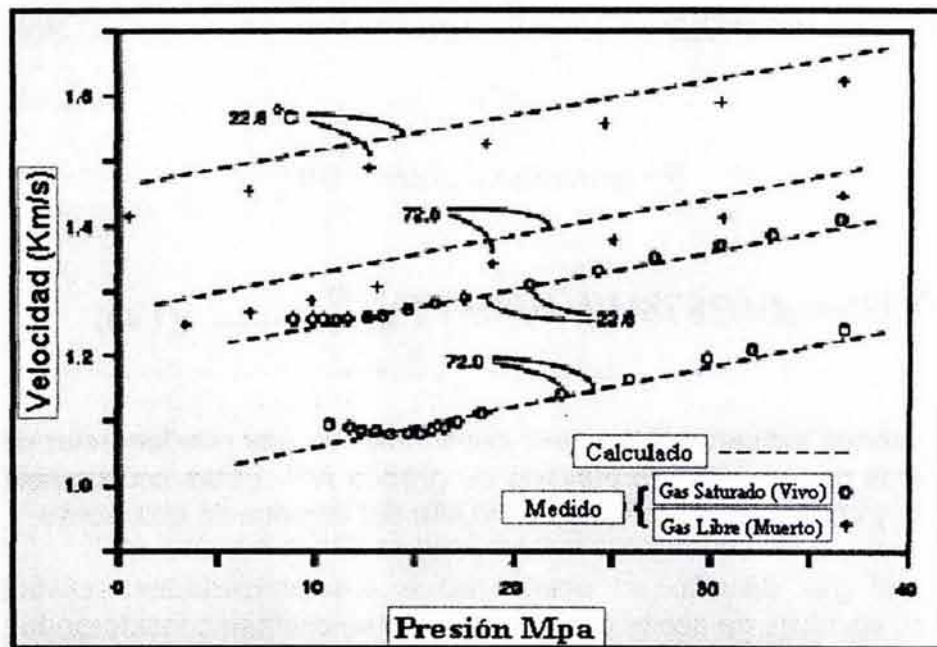 Velocidad (Km/s)
1.6
1.4
1.2
1.0
22.8 °C
72.0
22.8
72.0
Calculado
Medido
Gas Saturado (Vivo)
Gas Libre (Muerto)
0 10 20 30 40
Presión Mpa